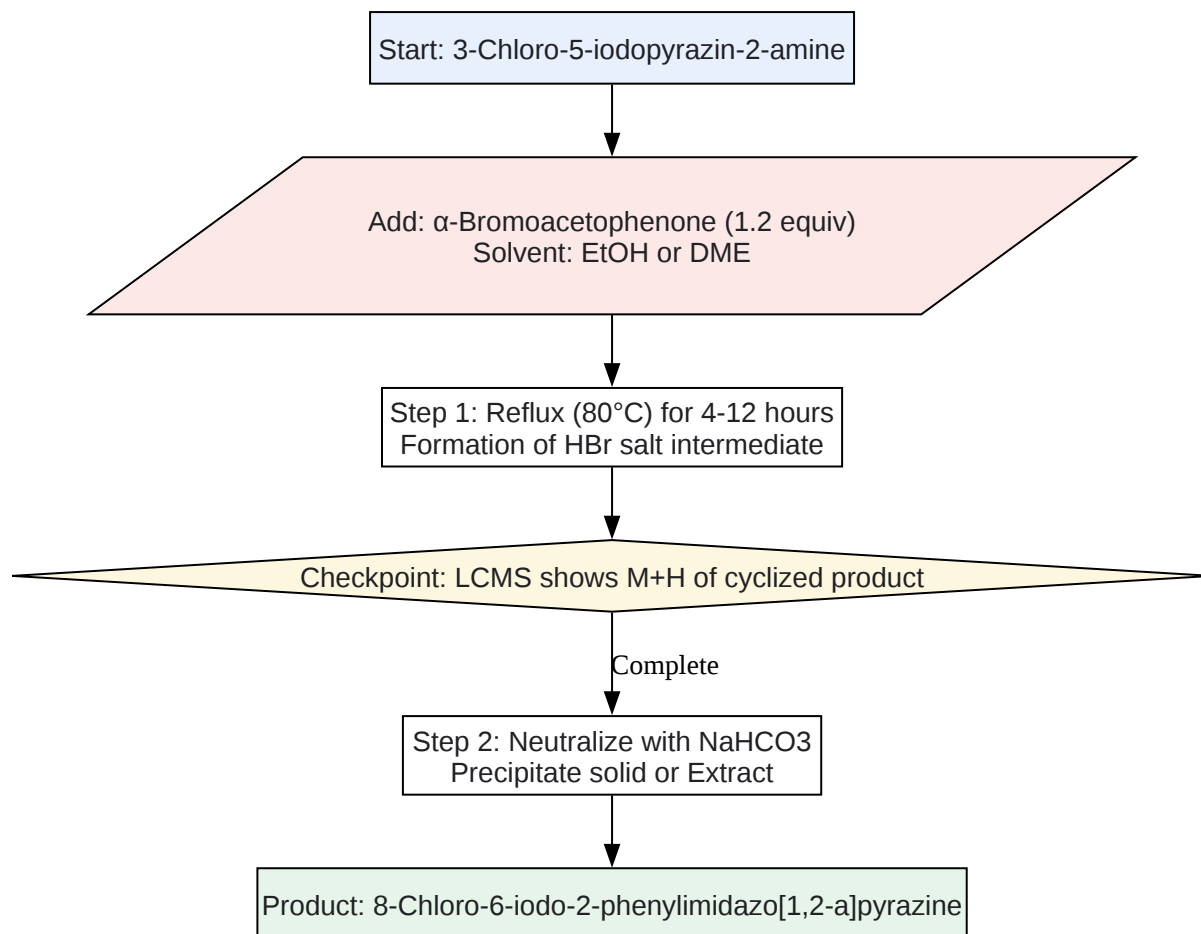 Start: 3-Chloro-5-iodopyrazin-2-amine
Add: α-Bromoacetophenone (1.2 equiv)
Solvent: EtOH or DME
Step 1: Reflux (80°C) for 4-12 hours
Formation of HBr salt intermediate
Checkpoint: LCMS shows M+H of cyclized product
Complete
Step 2: Neutralize with NaHCO3
Precipitate solid or Extract
Product: 8-Chloro-6-iodo-2-phenylimidazo[1,2-a]pyrazine